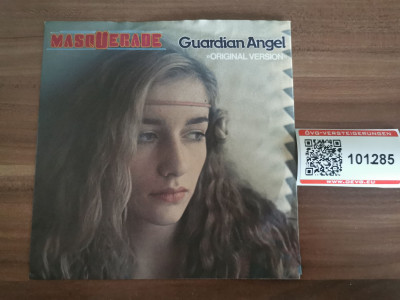 MASQUERADE
Guardian Angel
»ORIGINAL VERSION«
ÖVG-VERSTEIGERUNGEN
101285
WWW.OEVG.EU